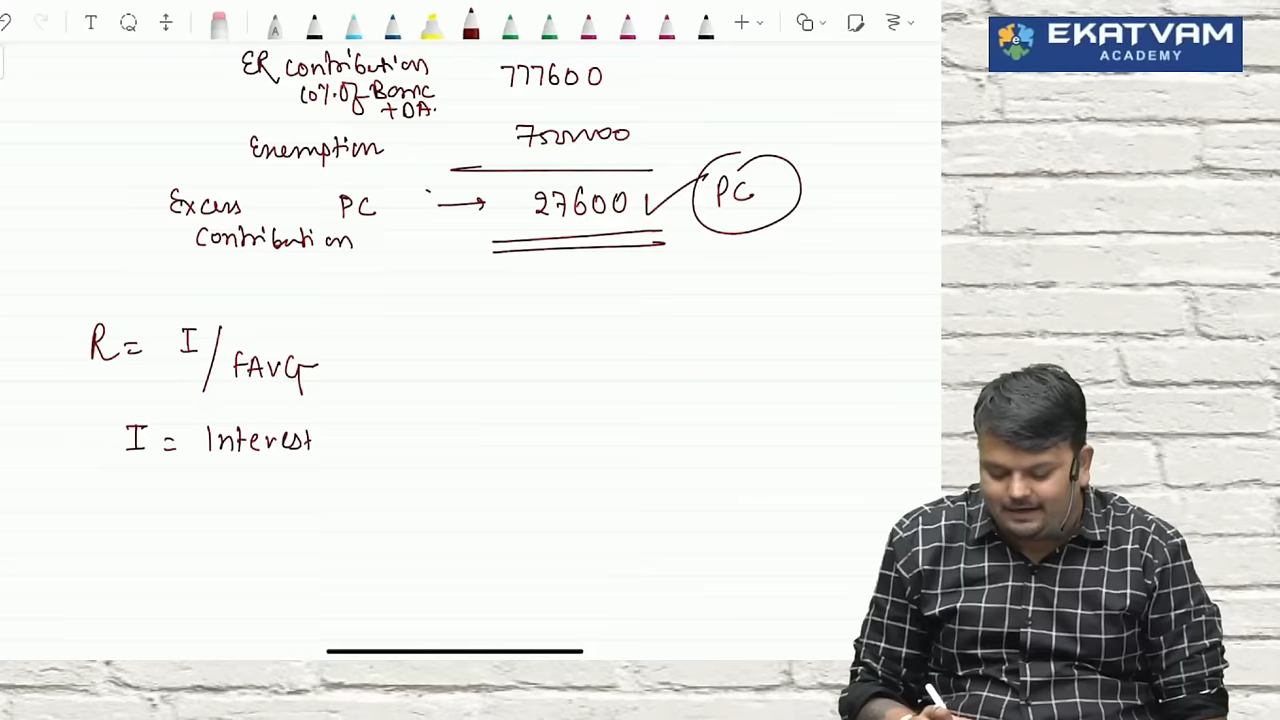 EKATVAM
ACADEMY
ER contribution 777600
10% of Basic
+ DA.
Exemption 750000
Excess PC → 27600 ✓ PC
Contribution
R = I / FAVG
I = Interest